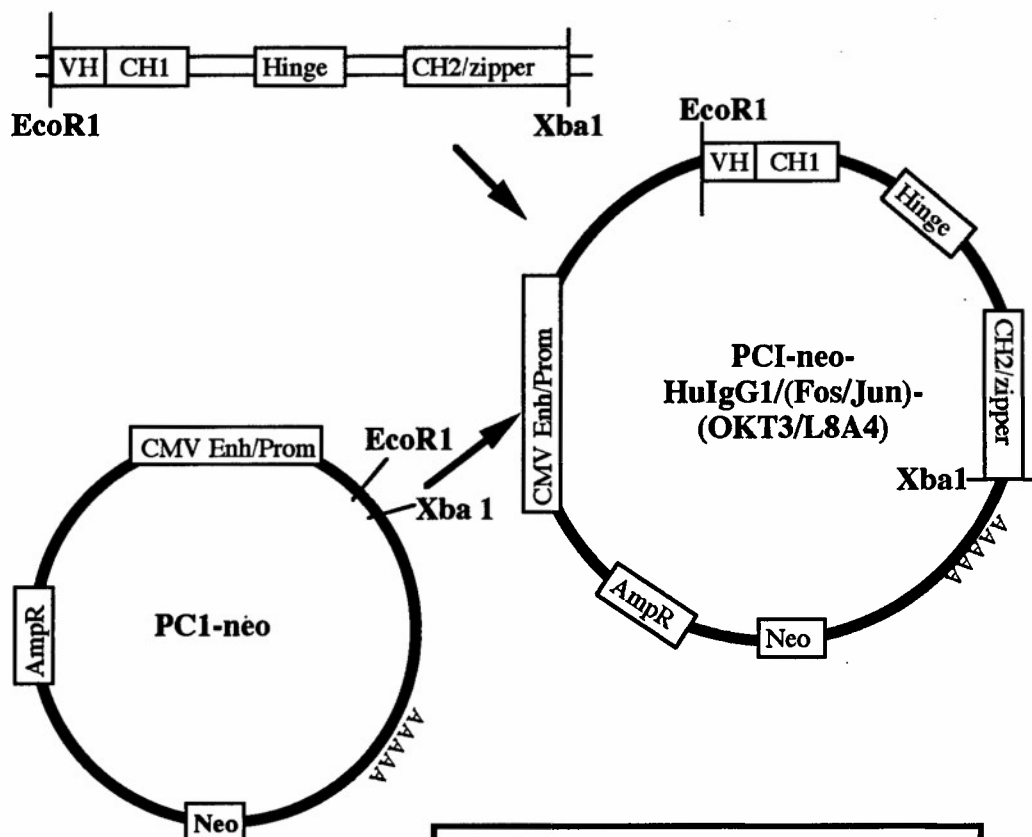 VH CH1 Hinge CH2/zipper
EcoR1 Xba1
EcoR1
VH CH1
Hinge
CH2/zipper
CMV Enh/Prom
PCI-neo-
HuIgG1/(Fos/Jun)-
(OKT3/L8A4)
Xba1
AAAAA
AmpR
Neo
CMV Enh/Prom
EcoR1
Xba 1
AmpR
PC1-neo
AAAAA
Neo